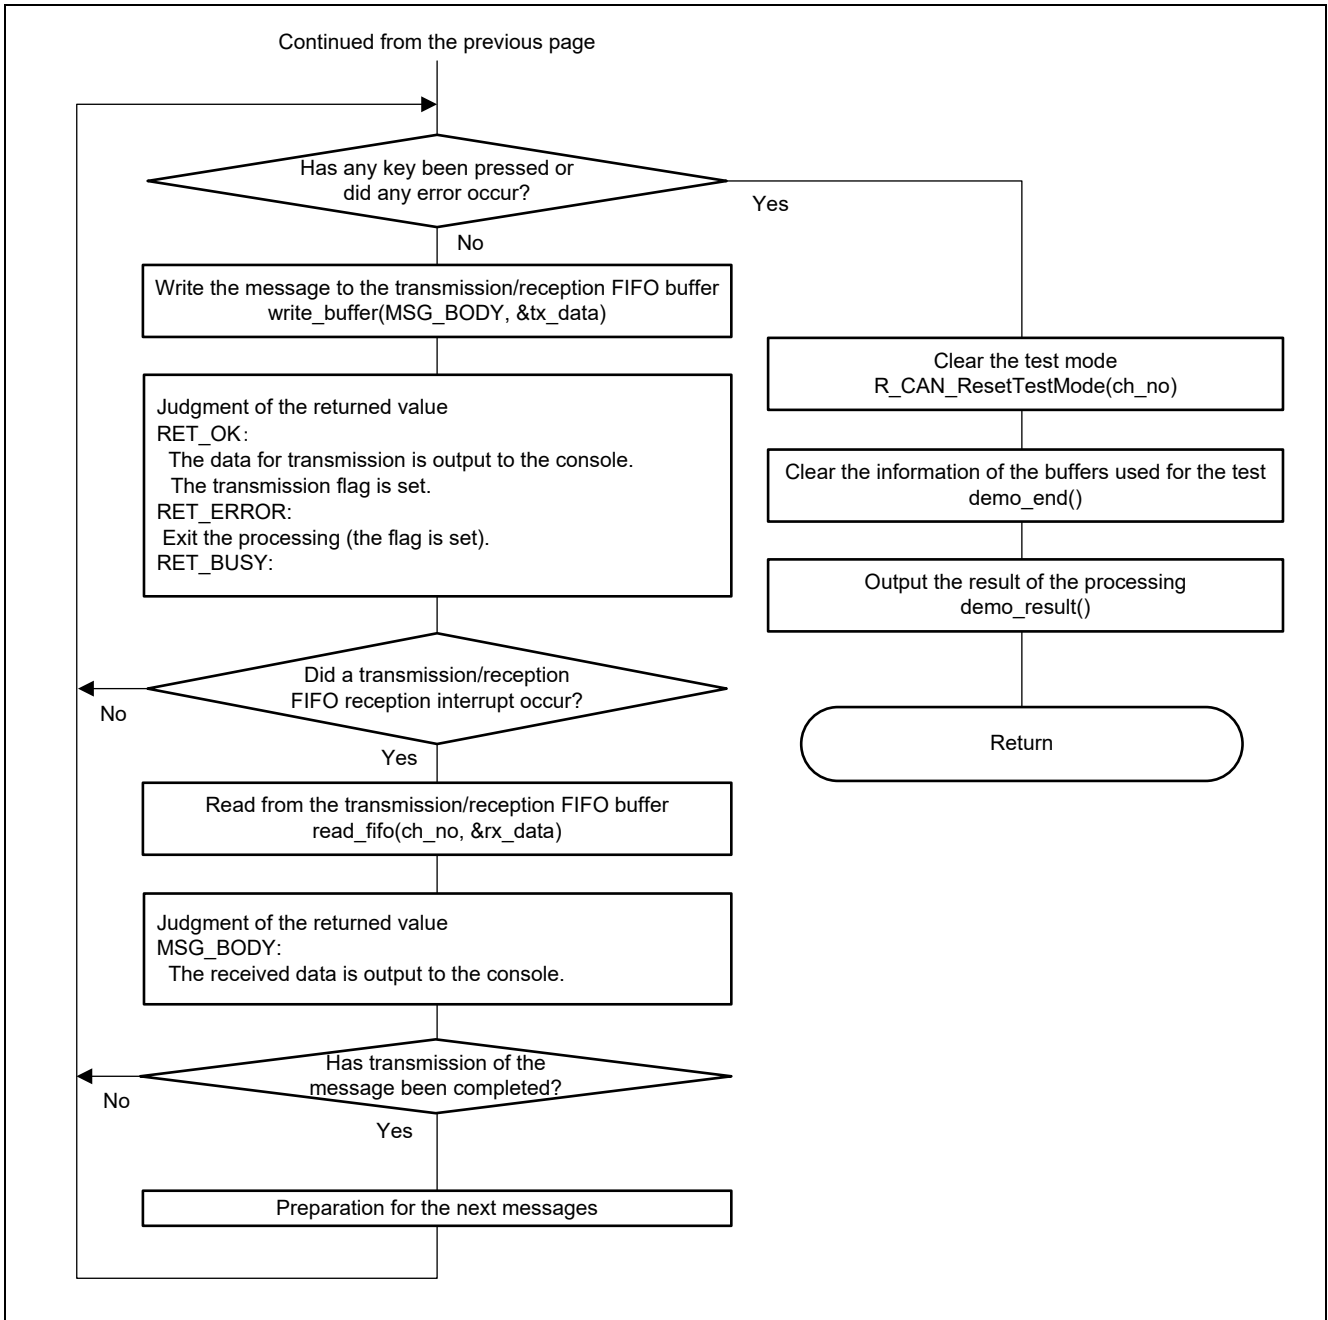 Continued from the previous page
Has any key been pressed or
did any error occur?
Yes
No
Write the message to the transmission/reception FIFO buffer
write_buffer(MSG_BODY, &tx_data)
Judgment of the returned value
RET_OK:
The data for transmission is output to the console.
The transmission flag is set.
RET_ERROR:
Exit the processing (the flag is set).
RET_BUSY:
Did a transmission/reception
FIFO reception interrupt occur?
No
Yes
Read from the transmission/reception FIFO buffer
read_fifo(ch_no, &rx_data)
Judgment of the returned value
MSG_BODY:
The received data is output to the console.
Has transmission of the
message been completed?
No
Yes
Preparation for the next messages
Clear the test mode
R_CAN_ResetTestMode(ch_no)
Clear the information of the buffers used for the test
demo_end()
Output the result of the processing
demo_result()
Return